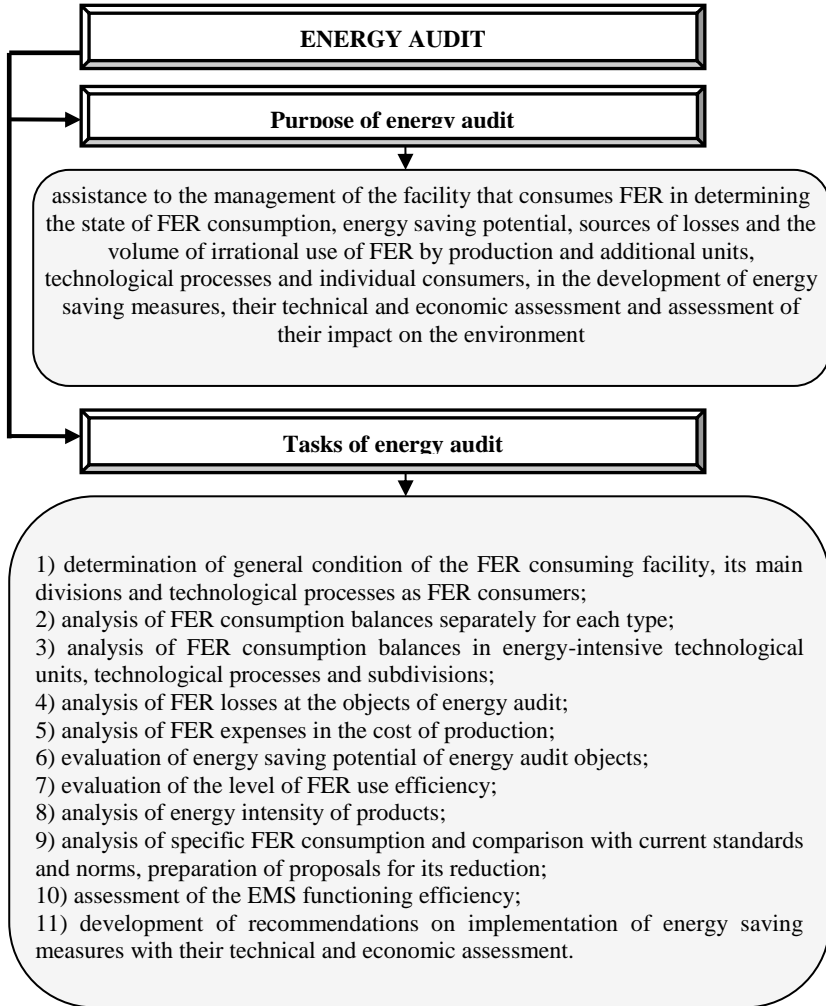 ENERGY AUDIT
Purpose of energy audit
assistance to the management of the facility that consumes FER in determining
the state of FER consumption, energy saving potential, sources of losses and the
volume of irrational use of FER by production and additional units,
technological processes and individual consumers, in the development of energy
saving measures, their technical and economic assessment and assessment of
their impact on the environment
Tasks of energy audit
1) determination of general condition of the FER consuming facility, its main
divisions and technological processes as FER consumers;
2) analysis of FER consumption balances separately for each type;
3) analysis of FER consumption balances in energy-intensive technological
units, technological processes and subdivisions;
4) analysis of FER losses at the objects of energy audit;
5) analysis of FER expenses in the cost of production;
6) evaluation of energy saving potential of energy audit objects;
7) evaluation of the level of FER use efficiency;
8) analysis of energy intensity of products;
9) analysis of specific FER consumption and comparison with current standards
and norms, preparation of proposals for its reduction;
10) assessment of the EMS functioning efficiency;
11) development of recommendations on implementation of energy saving
measures with their technical and economic assessment.